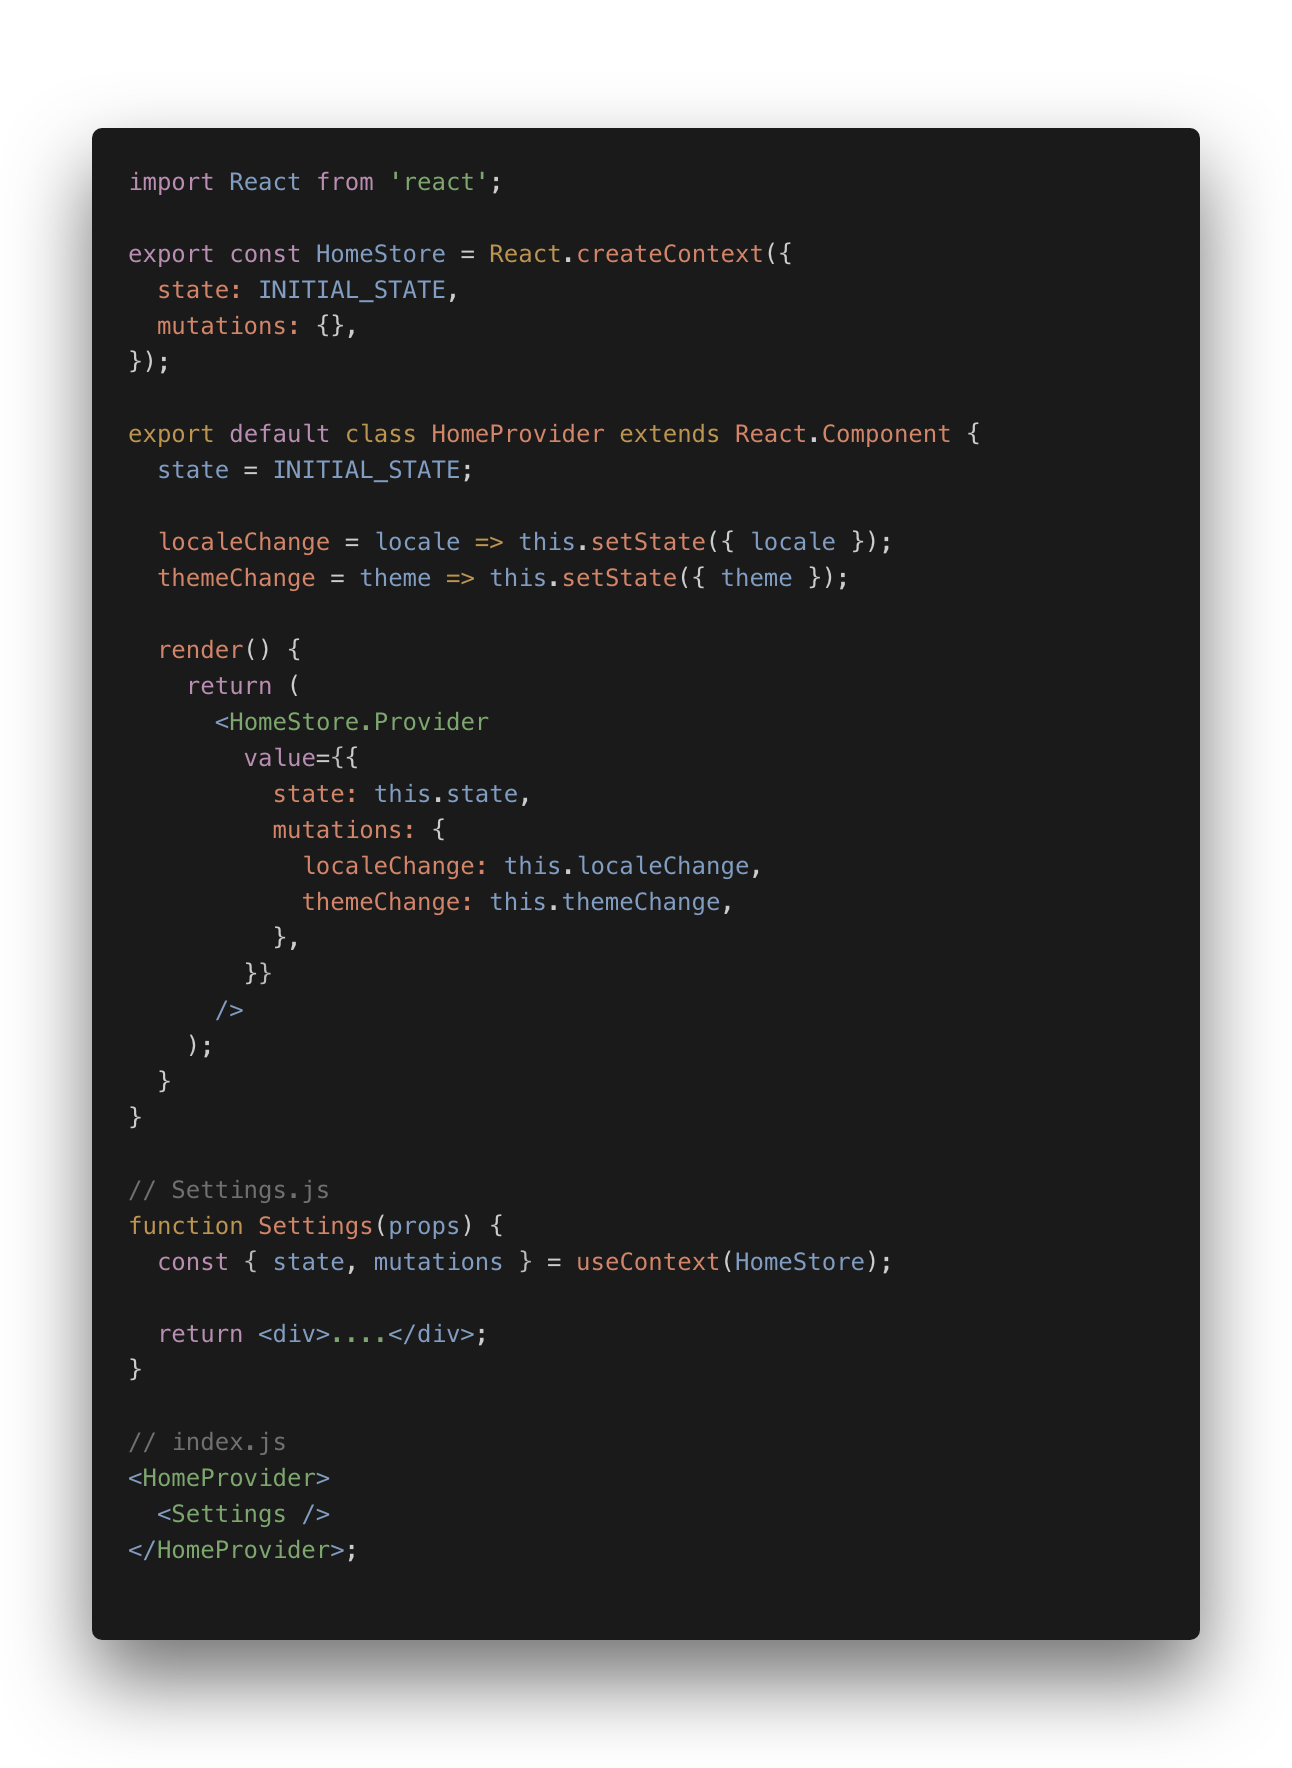 import React from 'react';

export const HomeStore = React.createContext({
  state: INITIAL_STATE,
  mutations: {},
});

export default class HomeProvider extends React.Component {
  state = INITIAL_STATE;

  localeChange = locale => this.setState({ locale });
  themeChange = theme => this.setState({ theme });

  render() {
    return (
      <HomeStore.Provider
        value={{
          state: this.state,
          mutations: {
            localeChange: this.localeChange,
            themeChange: this.themeChange,
          },
        }}
      />
    );
  }
}

// Settings.js
function Settings(props) {
  const { state, mutations } = useContext(HomeStore);

  return <div>....</div>;
}

// index.js
<HomeProvider>
  <Settings />
</HomeProvider>;